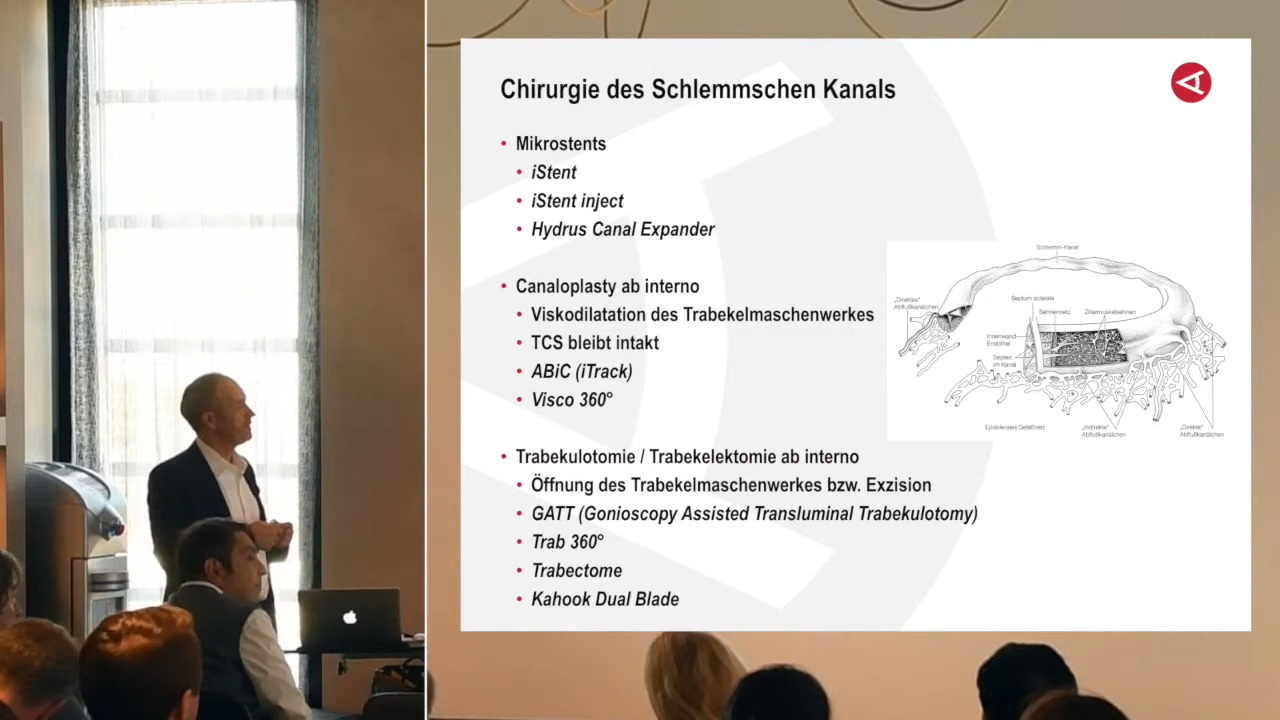 Chirurgie des Schlemmschen Kanals
• Mikrostents
• iStent
• iStent inject
• Hydrus Canal Expander
• Canaloplasty ab interno
• Viskodilatation des Trabekelmaschenwerkes
• TCS bleibt intakt
• ABiC (iTrack)
• Visco 360°
• Trabekulotomie / Trabekelektomie ab interno
• Öffnung des Trabekelmaschenwerkes bzw. Exzision
• GATT (Gonioscopy Assisted Transluminal Trabekulotomy)
• Trab 360°
• Trabectome
• Kahook Dual Blade
Schlemm-Kanal
„Direktes"
Abflußkanälchen
Septum sclerale
Sehnennetz
Ziliarmuskelsehnen
Innenwand
Endothel
Septen
im Kanal
Episklerales Gefäßnetz
„Indirekte"
Abflußkanälchen
„Direkte"
Abflußkanälchen